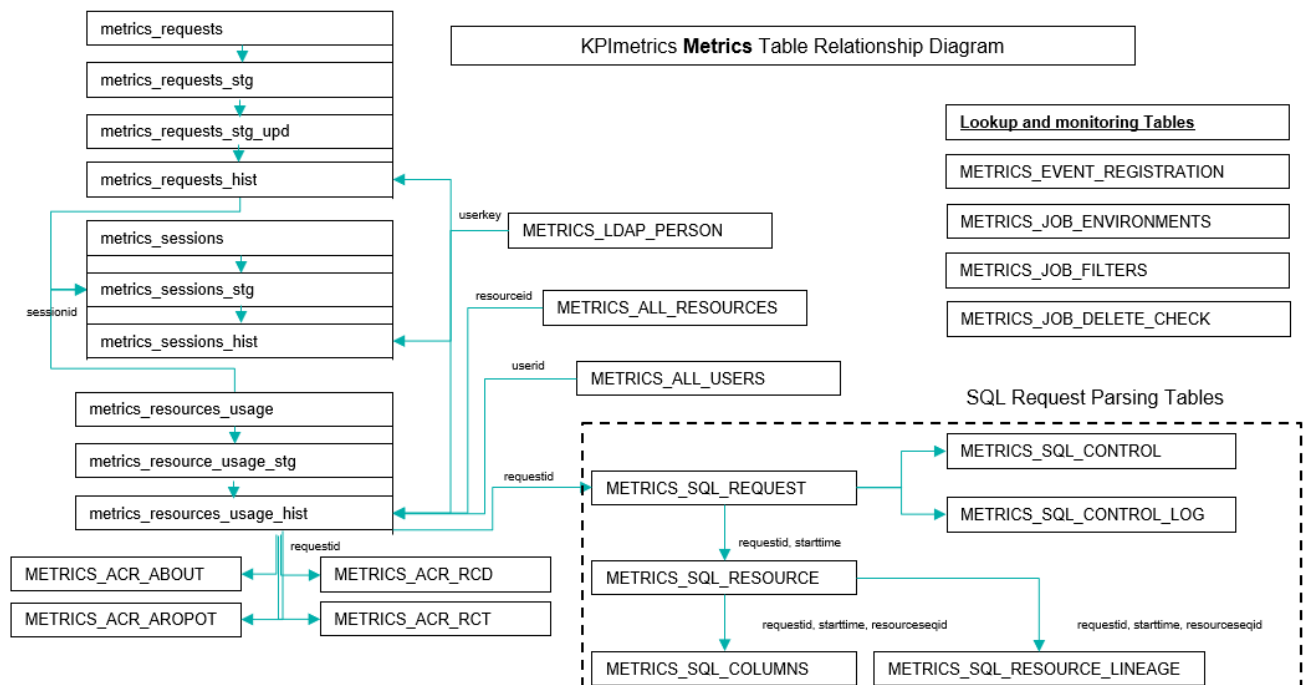 metrics_requests
KPImetrics Metrics Table Relationship Diagram
metrics_requests_stg
metrics_requests_stg_upd
metrics_requests_hist
Lookup and monitoring Tables
METRICS_EVENT_REGISTRATION
METRICS_JOB_ENVIRONMENTS
METRICS_JOB_FILTERS
METRICS_JOB_DELETE_CHECK
userkey
METRICS_LDAP_PERSON
metrics_sessions
metrics_sessions_stg
sessionid
metrics_sessions_hist
resourceid
METRICS_ALL_RESOURCES
userid
METRICS_ALL_USERS
metrics_resources_usage
metrics_resource_usage_stg
metrics_resources_usage_hist
requestid
METRICS_ACR_ABOUT
METRICS_ACR_RCD
METRICS_ACR_AROPOT
METRICS_ACR_RCT
SQL Request Parsing Tables
requestid
METRICS_SQL_REQUEST
METRICS_SQL_CONTROL
METRICS_SQL_CONTROL_LOG
requestid, starttime
METRICS_SQL_RESOURCE
requestid, starttime, resourceseqid
requestid, starttime, resourceseqid
METRICS_SQL_COLUMNS
METRICS_SQL_RESOURCE_LINEAGE